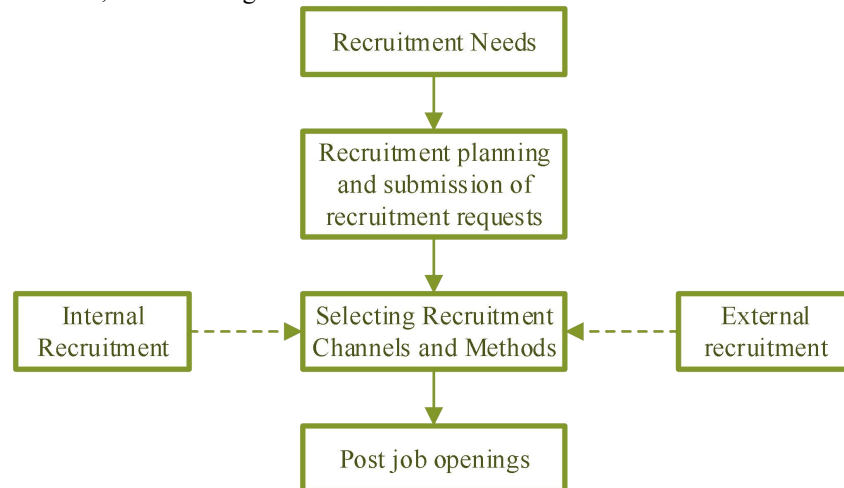 Recruitment Needs
Recruitment planning
and submission of
recruitment requests
Internal
Recruitment
Selecting Recruitment
Channels and Methods
External
recruitment
Post job openings